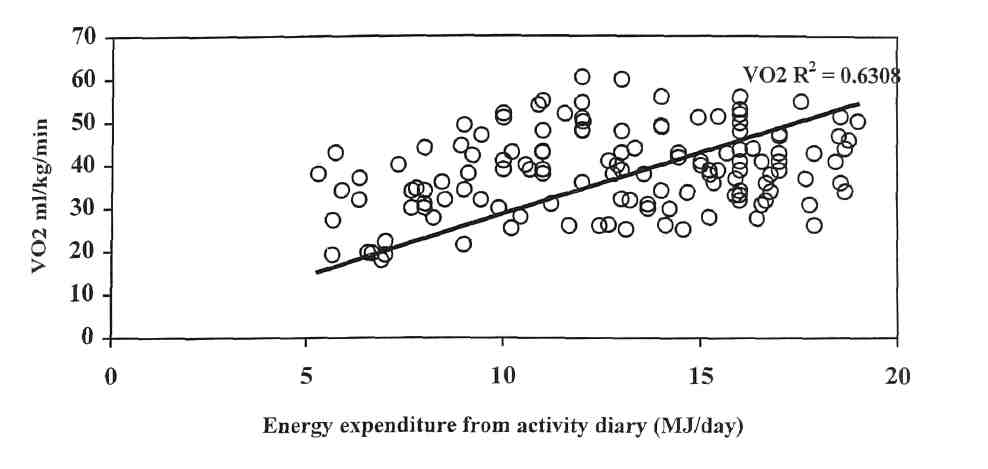 70
60
50
40
30
20
10
0
VO2 ml/kg/min
VO2 R² = 0.6308
0 5 10 15 20
Energy expenditure from activity diary (MJ/day)